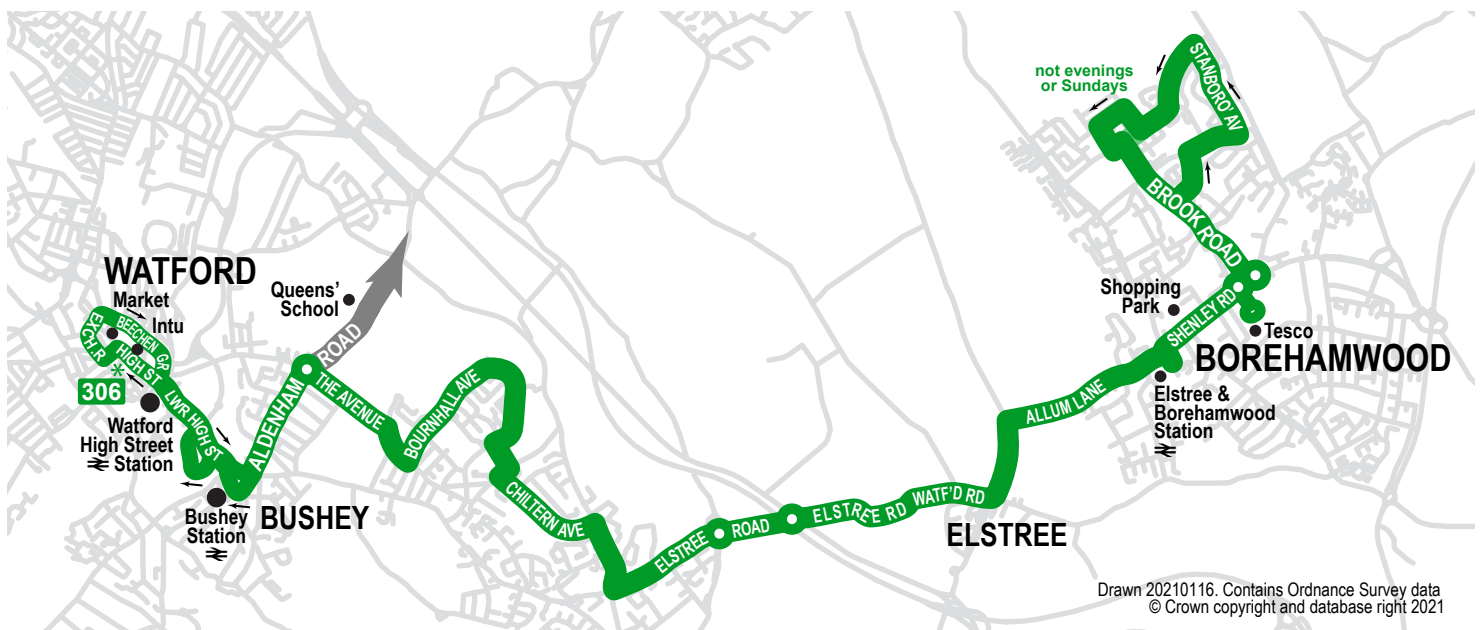 not evenings
or Sundays
STANBORO' AV
BROOK ROAD
WATFORD
Market
Intu
EXCH.R
BEECHEN GR
HIGH ST
*
306
LWR HIGH ST
Watford
High Street
Station
Queens'
School
ROAD
ALDENHAM
THE AVENUE
BOURNHALL AVE
Bushey
Station
BUSHEY
CHILTERN AVE
ELSTREE
ROAD
ELSTREE RD
WATF'D RD
ELSTREE
ALLUM LANE
Shopping
Park
SHENLEY RD
Tesco
BOREHAMWOOD
Elstree &
Borehamwood
Station
Drawn 20210116. Contains Ordnance Survey data
© Crown copyright and database right 2021